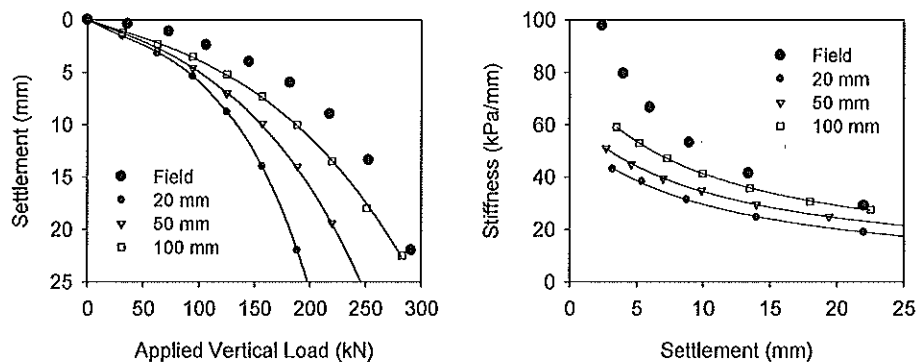 0
5
10
15
20
25
Settlement (mm)
Field
20 mm
50 mm
100 mm
0 50 100 150 200 250 300
Applied Vertical Load (kN)
100
80
60
40
20
0
Stiffness (kPa/mm)
Field
20 mm
50 mm
100 mm
0 5 10 15 20 25
Settlement (mm)